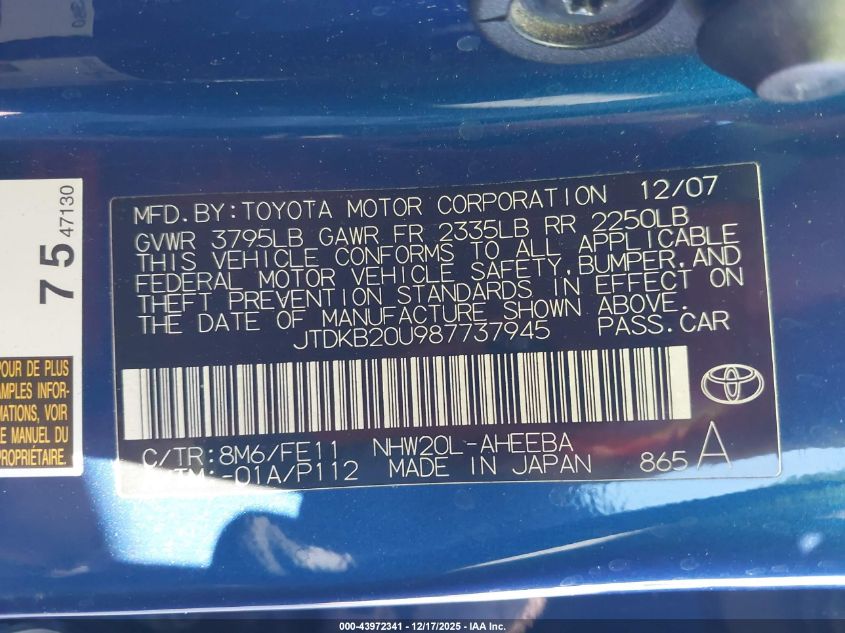 75 47130
POUR DE PLUS
AMPLES INFOR-
MATIONS, VOIR
LE MANUEL DU
PROPRIÉTAIRE.
MFD. BY: TOYOTA MOTOR CORPORATION 12/07
GVWR 3795LB GAWR FR 2335LB RR 2250LB
THIS VEHICLE CONFORMS TO ALL APPLICABLE
FEDERAL MOTOR VEHICLE SAFETY, BUMPER, AND
THEFT PREVENTION STANDARDS IN EFFECT ON
THE DATE OF MANUFACTURE SHOWN ABOVE.
JTDKB20U987737945 PASS. CAR
C/TR: 8M6/FE11 NHW20L-AHEEBA
-01A/P112 MADE IN JAPAN 865 A
000-43972341 - 12/17/2025 - IAA Inc.